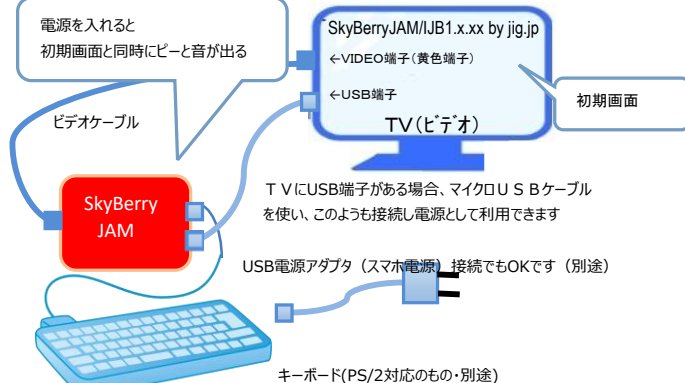 電源を入れると
初期画面と同時にピーと音が出る
SkyBerryJAM/IJB1.x.xx by jig.jp
←VIDEO端子(黄色端子)
←USB端子
初期画面
TV(ビデオ)
ビデオケーブル
SkyBerry
JAM
TVにUSB端子がある場合、マイクロUSBケーブル
を使い、このよう​も接続し電源として利用できます
USB電源アダプタ（スマホ電源）接続でもOKです（別途）
キーボード(PS/2対応のもの・別途)